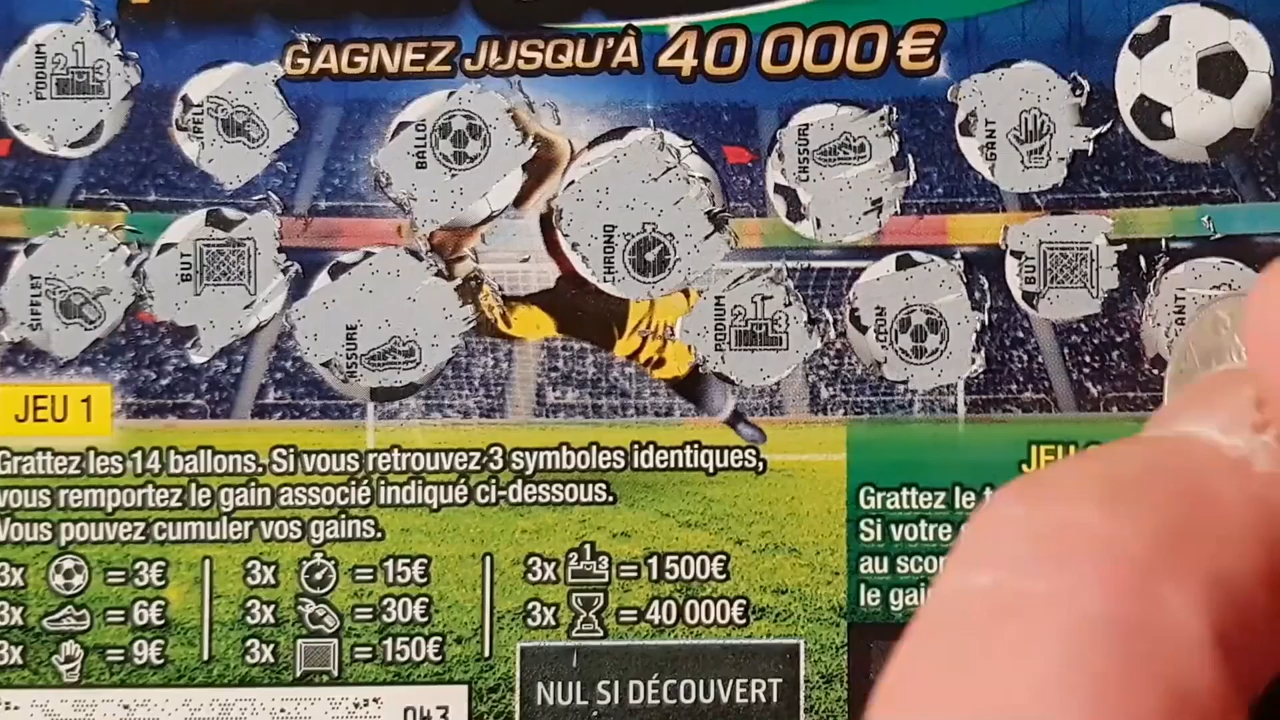 GAGNEZ JUSQU'À 40 000 €
PODIUM
BALLO
GANT
CHRONO
SIFFLET
BUT
PODIUM
BUT
JEU 1
Grattez les 14 ballons. Si vous retrouvez 3 symboles identiques,
vous remportez le gain associé indiqué ci-dessous.
Vous pouvez cumuler vos gains.
3x = 3€
3x = 6€
3x = 9€
3x = 15€
3x = 30€
3x = 150€
3x = 1 500€
3x = 40 000€
NUL SI DÉCOUVERT
043
JEU
Grattez le
Si votre
au
le